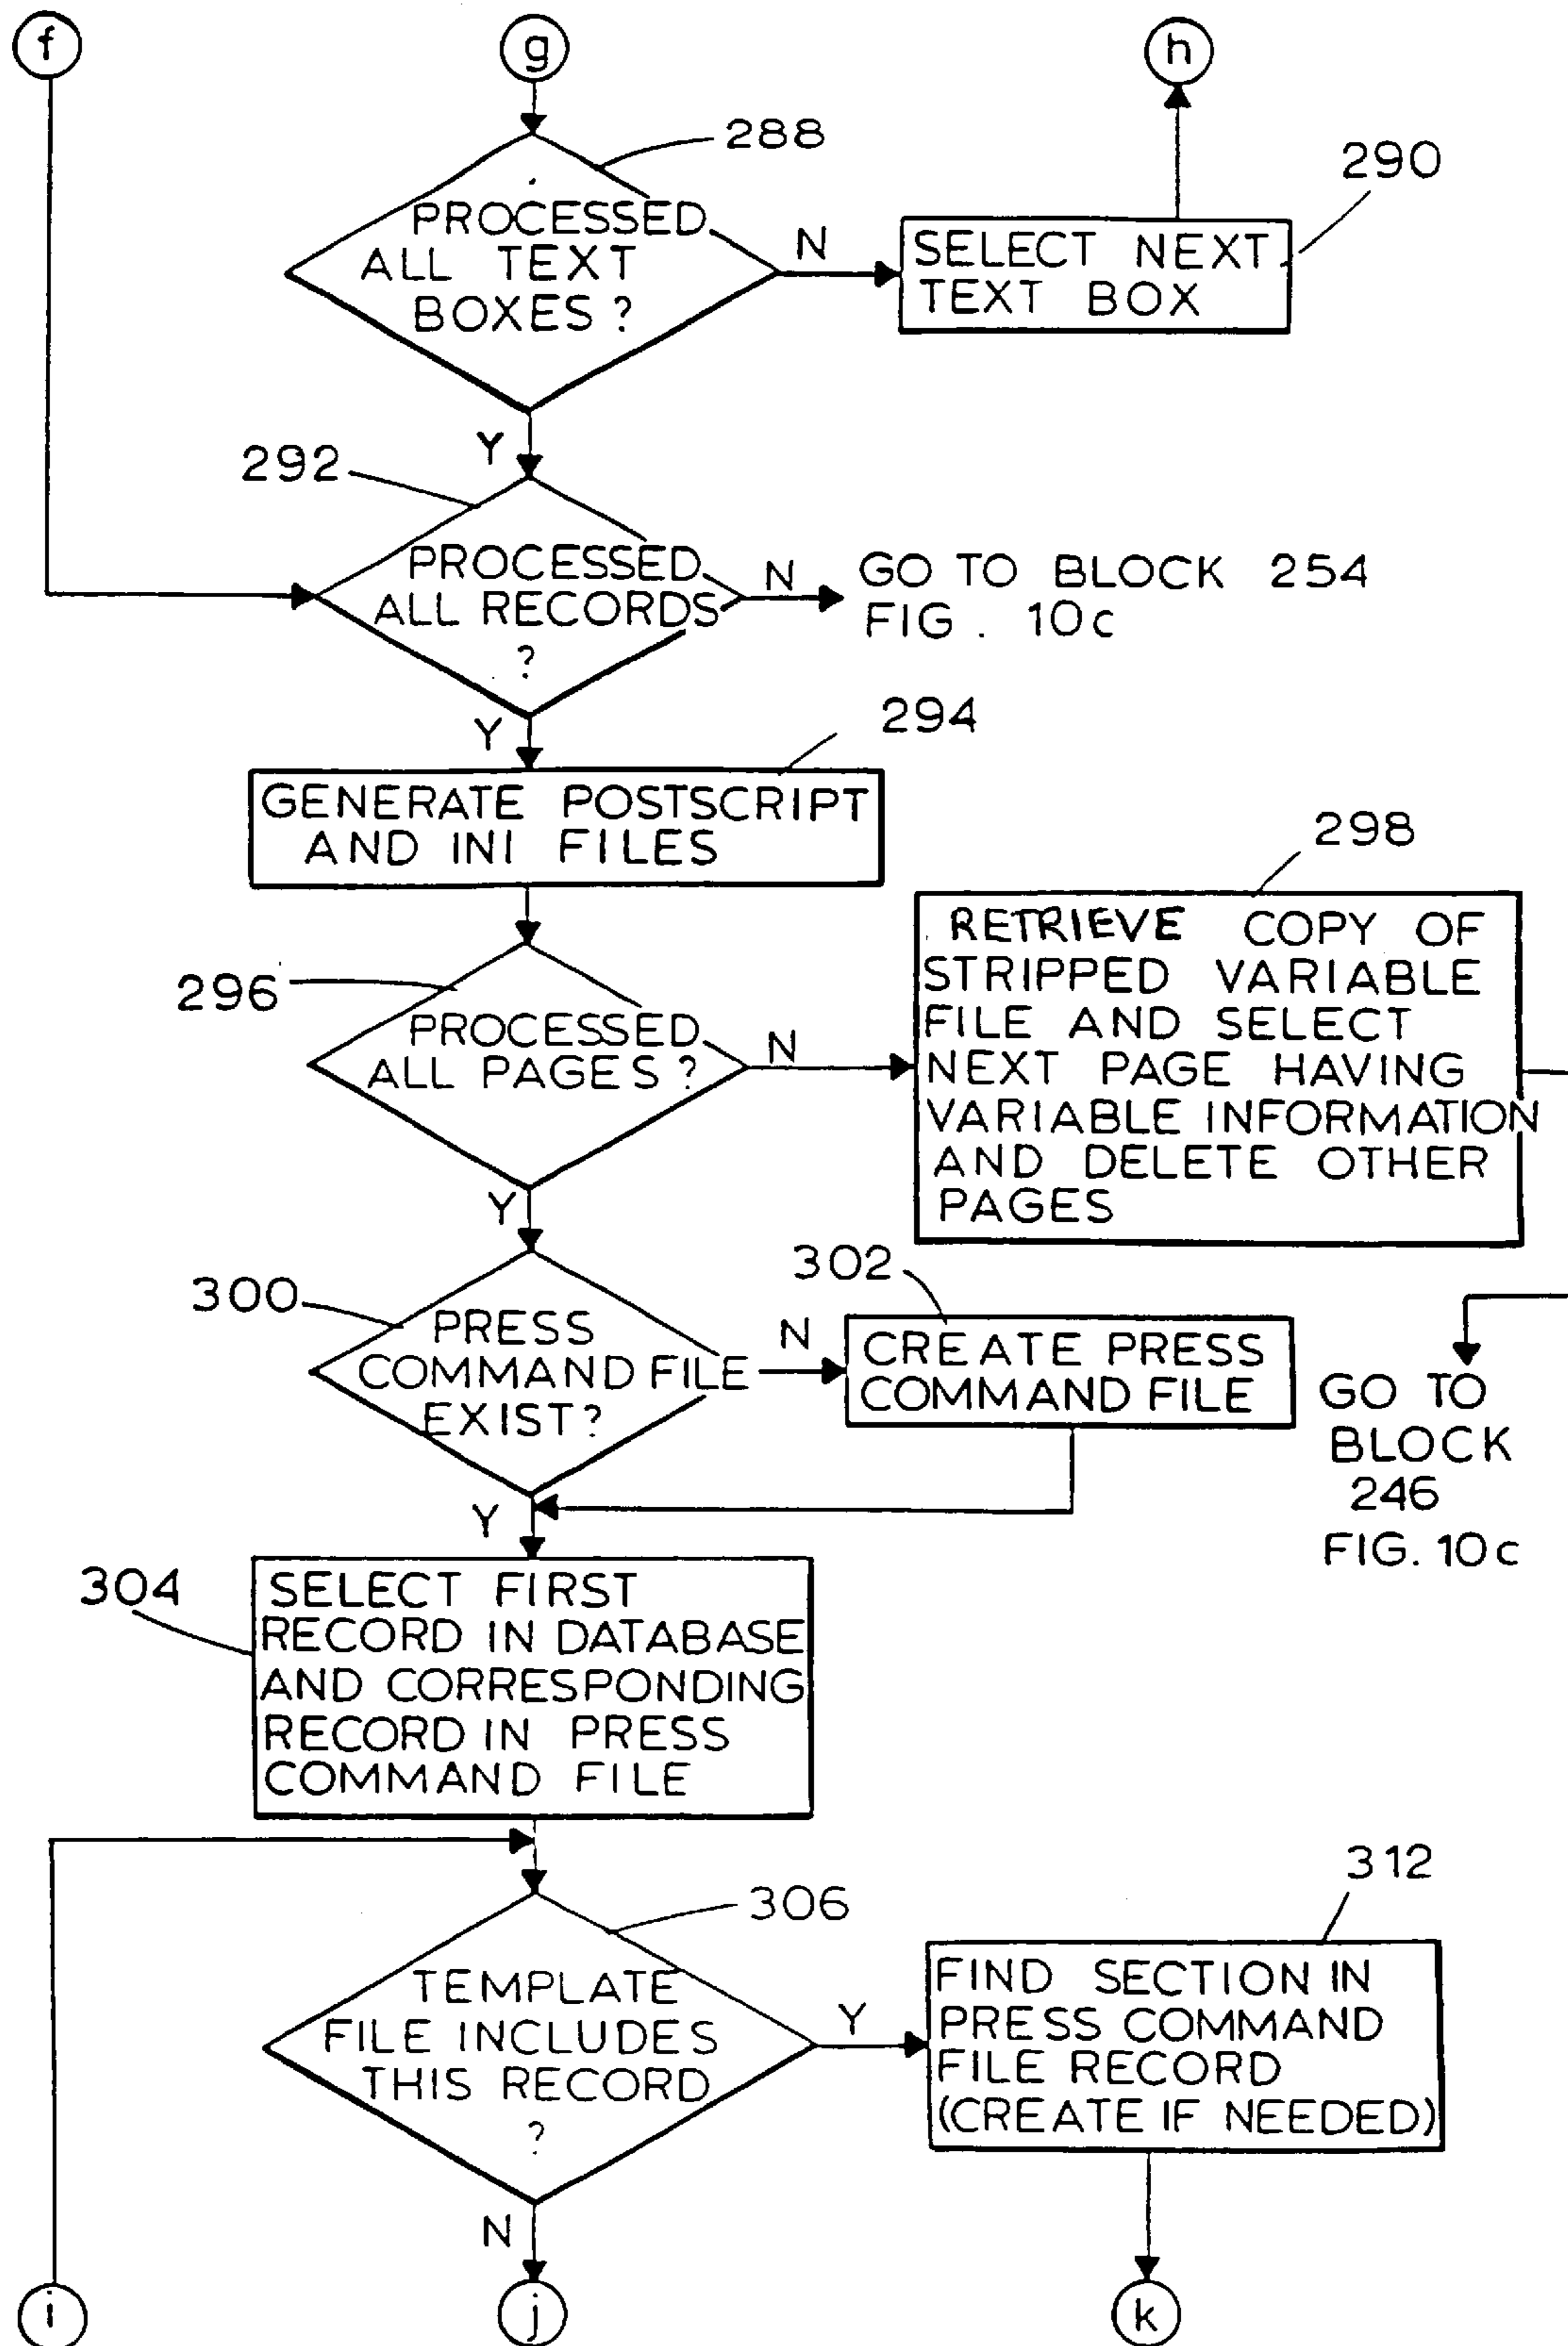 f
g
h
288
290
PROCESSED
ALL TEXT
BOXES ?
N
SELECT NEXT
TEXT BOX
Y
292
PROCESSED
ALL RECORDS
?
N
GO TO BLOCK 254
FIG. 10c
Y
294
GENERATE POSTSCRIPT
AND INI FILES
298
296
PROCESSED
ALL PAGES ?
N
RETRIEVE COPY OF
STRIPPED VARIABLE
FILE AND SELECT
NEXT PAGE HAVING
VARIABLE INFORMATION
AND DELETE OTHER
PAGES
Y
300
302
PRESS
COMMAND FILE
EXIST?
N
CREATE PRESS
COMMAND FILE
GO TO
BLOCK
246
FIG. 10c
Y
304
SELECT FIRST
RECORD IN DATABASE
AND CORRESPONDING
RECORD IN PRESS
COMMAND FILE
306
312
TEMPLATE
FILE INCLUDES
THIS RECORD
?
Y
FIND SECTION IN
PRESS COMMAND
FILE RECORD
(CREATE IF NEEDED)
N
i
j
k